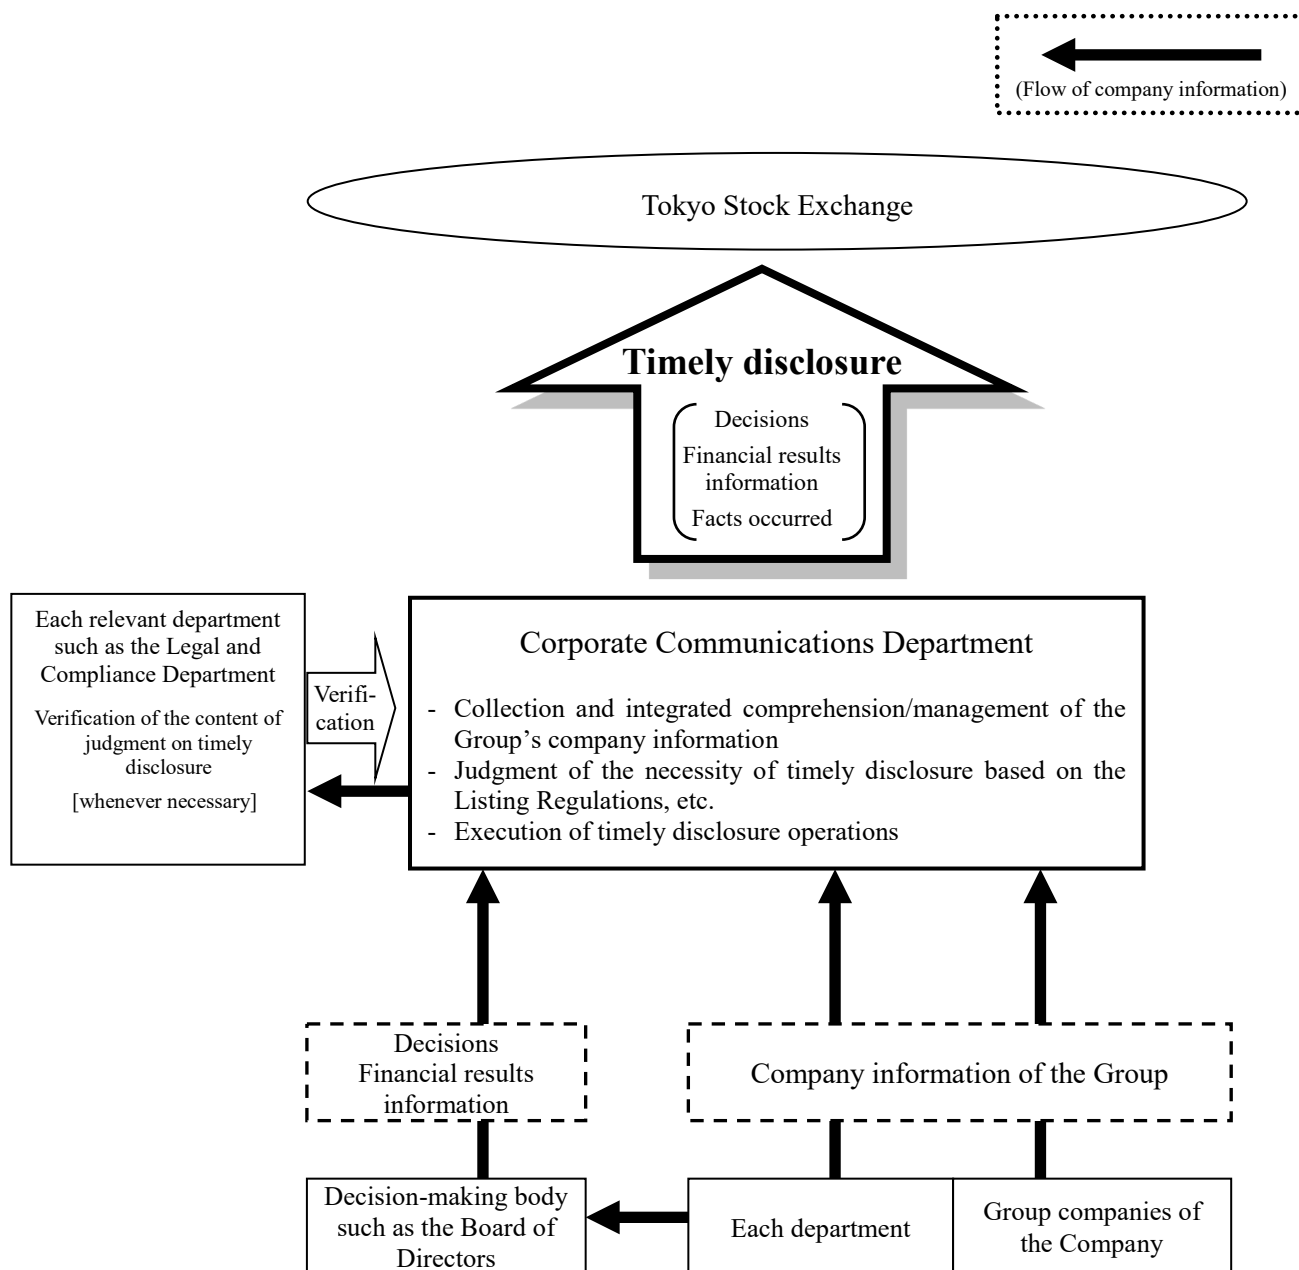 (Flow of company information)
Tokyo Stock Exchange
Timely disclosure
Decisions
Financial results
information
Facts occurred
Each relevant department
such as the Legal and
Compliance Department
Verification of the content of
judgment on timely
disclosure
[whenever necessary]
Verifi-
cation
Corporate Communications Department
- Collection and integrated comprehension/management of the
Group’s company information
- Judgment of the necessity of timely disclosure based on the
Listing Regulations, etc.
- Execution of timely disclosure operations
Decisions
Financial results
information
Company information of the Group
Decision-making body
such as the Board of
Directors
Each department
Group companies of
the Company